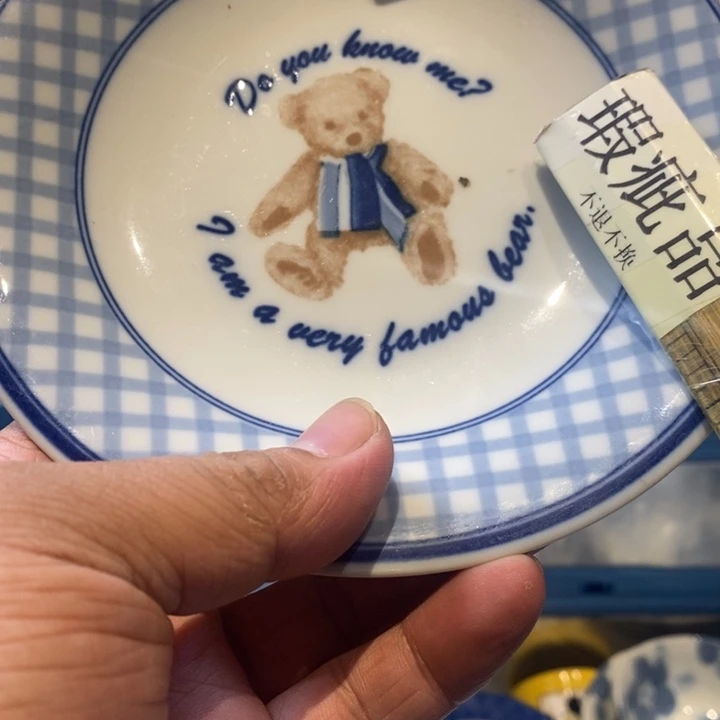 Do you know me?
I am a very famous bear.
瑕疵品
不退不换